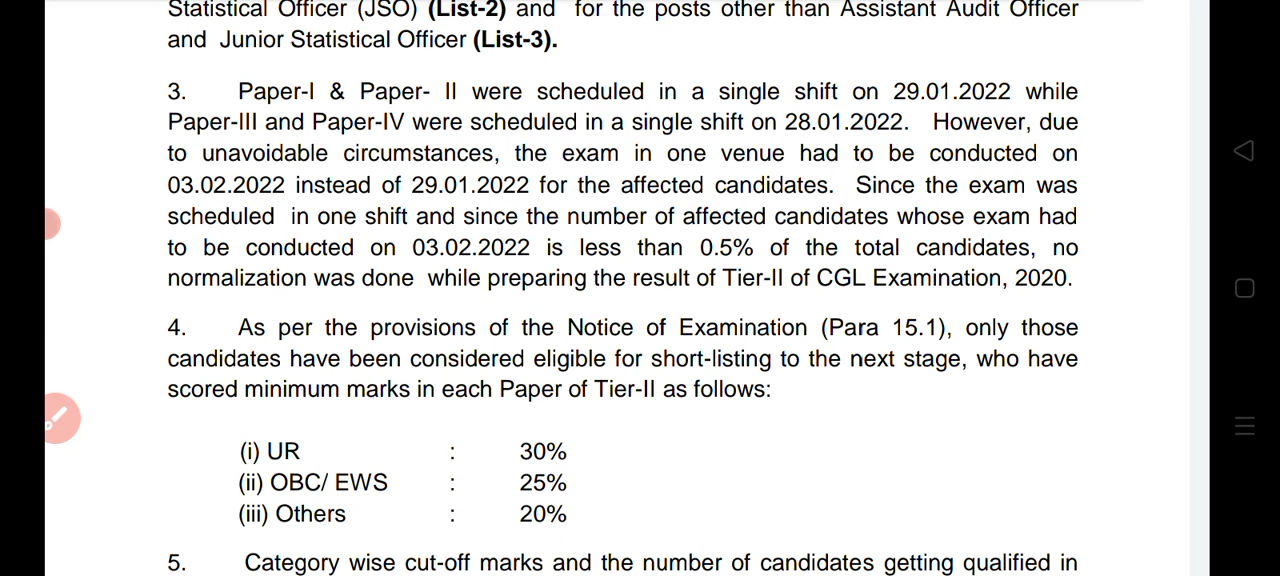 Statistical Officer (JSO) (List-2) and for the posts other than Assistant Audit Officer
and Junior Statistical Officer (List-3).
3. Paper-I & Paper- II were scheduled in a single shift on 29.01.2022 while
Paper-III and Paper-IV were scheduled in a single shift on 28.01.2022. However, due
to unavoidable circumstances, the exam in one venue had to be conducted on
03.02.2022 instead of 29.01.2022 for the affected candidates. Since the exam was
scheduled in one shift and since the number of affected candidates whose exam had
to be conducted on 03.02.2022 is less than 0.5% of the total candidates, no
normalization was done while preparing the result of Tier-II of CGL Examination, 2020.
4. As per the provisions of the Notice of Examination (Para 15.1), only those
candidates have been considered eligible for short-listing to the next stage, who have
scored minimum marks in each Paper of Tier-II as follows:
(i) UR : 30%
(ii) OBC/ EWS : 25%
(iii) Others : 20%
5. Category wise cut-off marks and the number of candidates getting qualified in